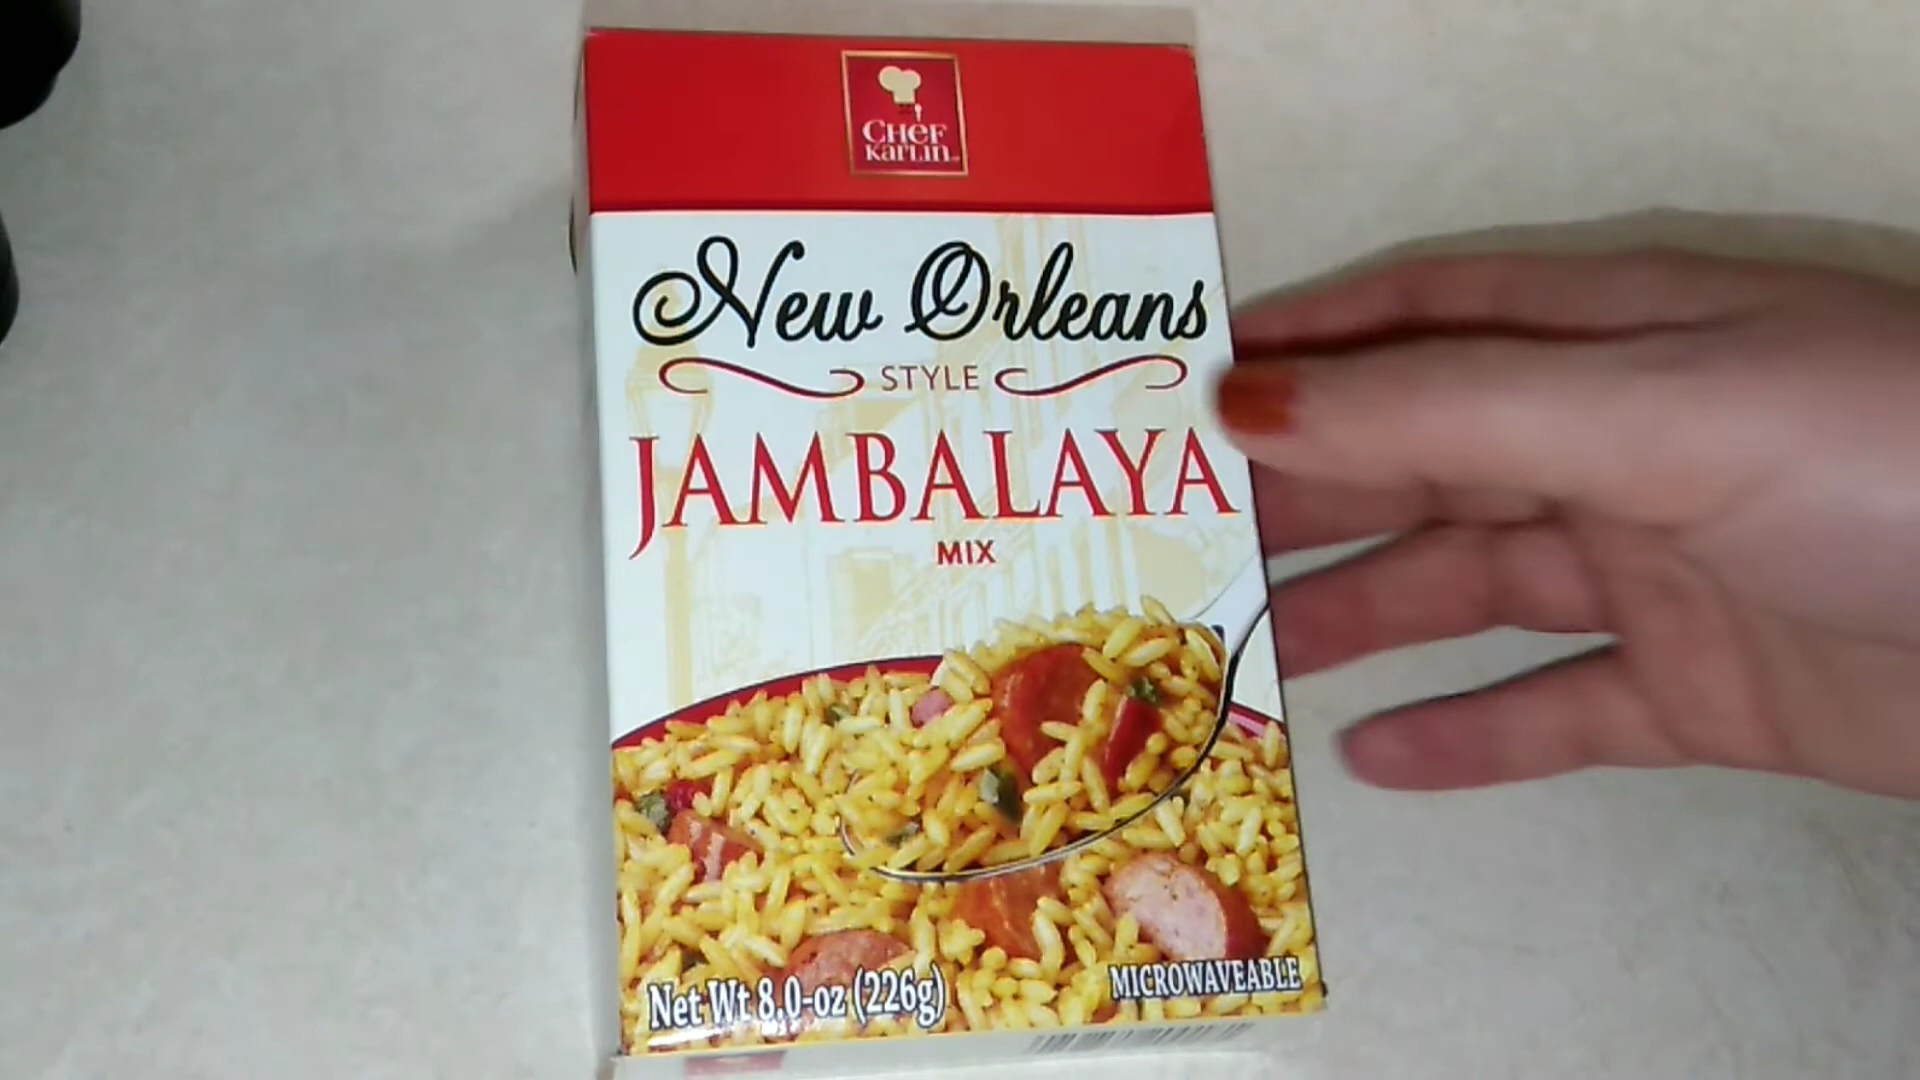 CHEF
KARLIN
New Orleans
STYLE
JAMBALAYA
MIX
Net Wt 8.0-oz (226g)
MICROWAVEABLE